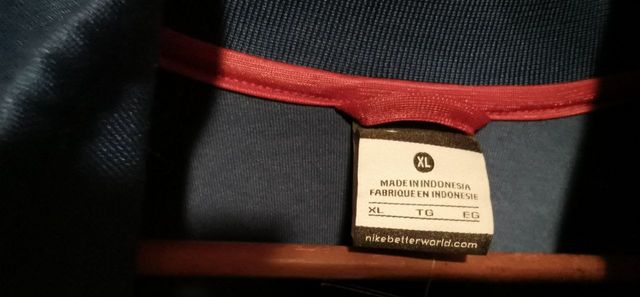 XL
MADE IN INDONESIA
FABRIQUE EN INDONESIE
XL TG EG
nikebetterworld.com